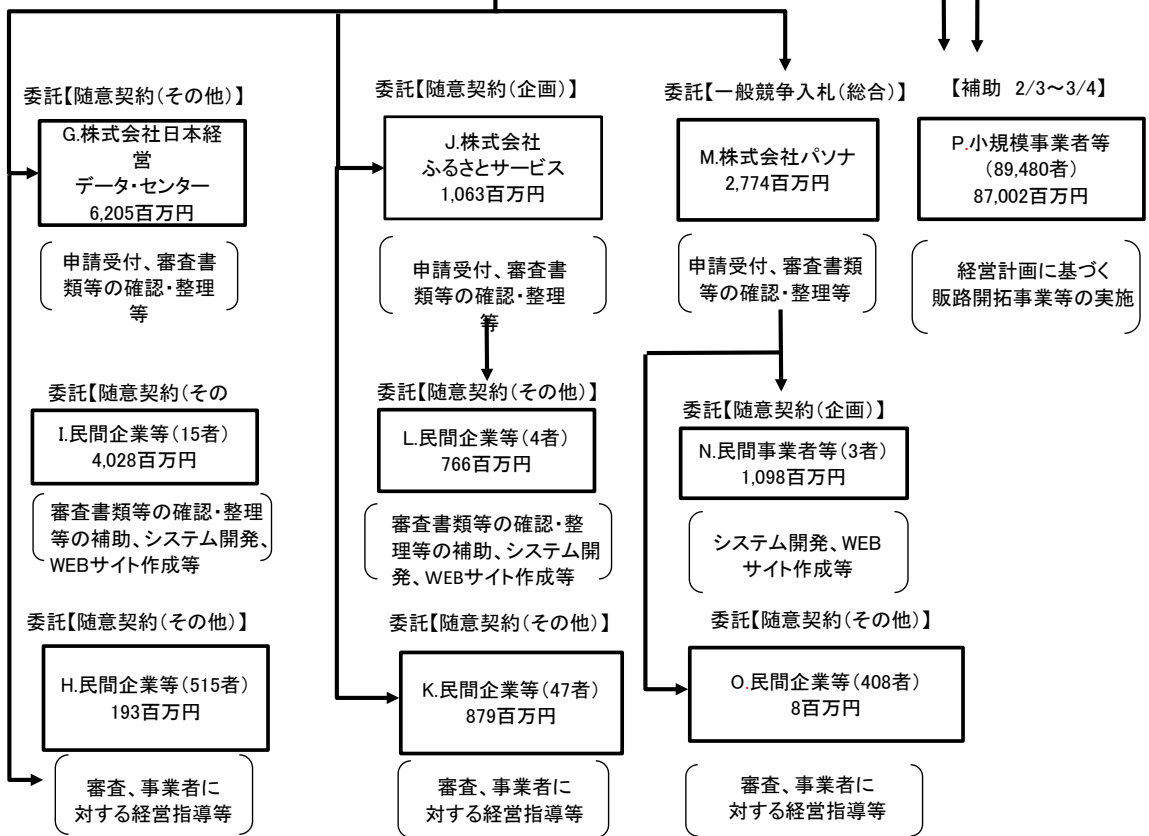 委託【随意契約(その他)】
G.株式会社日本経
営
データ・センター
6,205百万円
申請受付、審査書
類等の確認・整理
等
委託【随意契約(その
I.民間企業等(15者)
4,028百万円
審査書類等の確認・整理
等の補助、システム開発、
WEBサイト作成等
委託【随意契約(その他)】
H.民間企業等(515者)
193百万円
審査、事業者に
対する経営指導等
委託【随意契約(企画)】
J.株式会社
ふるさとサービス
1,063百万円
申請受付、審査書
類等の確認・整理
等
委託【随意契約(その他)】
L.民間企業等(4者)
766百万円
審査書類等の確認・整
理等の補助、システム開
発、WEBサイト作成等
委託【随意契約(その他)】
K.民間企業等(47者)
879百万円
審査、事業者に
対する経営指導等
委託【一般競争入札(総合)】
M.株式会社パソナ
2,774百万円
申請受付、審査書類
等の確認・整理等
委託【随意契約(企画)】
N.民間事業者等(3者)
1,098百万円
システム開発、WEB
サイト作成等
委託【随意契約(その他)】
O.民間企業等(408者)
8百万円
審査、事業者に
対する経営指導等
【補助 2/3~3/4】
P.小規模事業者等
(89,480者)
87,002百万円
経営計画に基づく
販路開拓事業等の実施